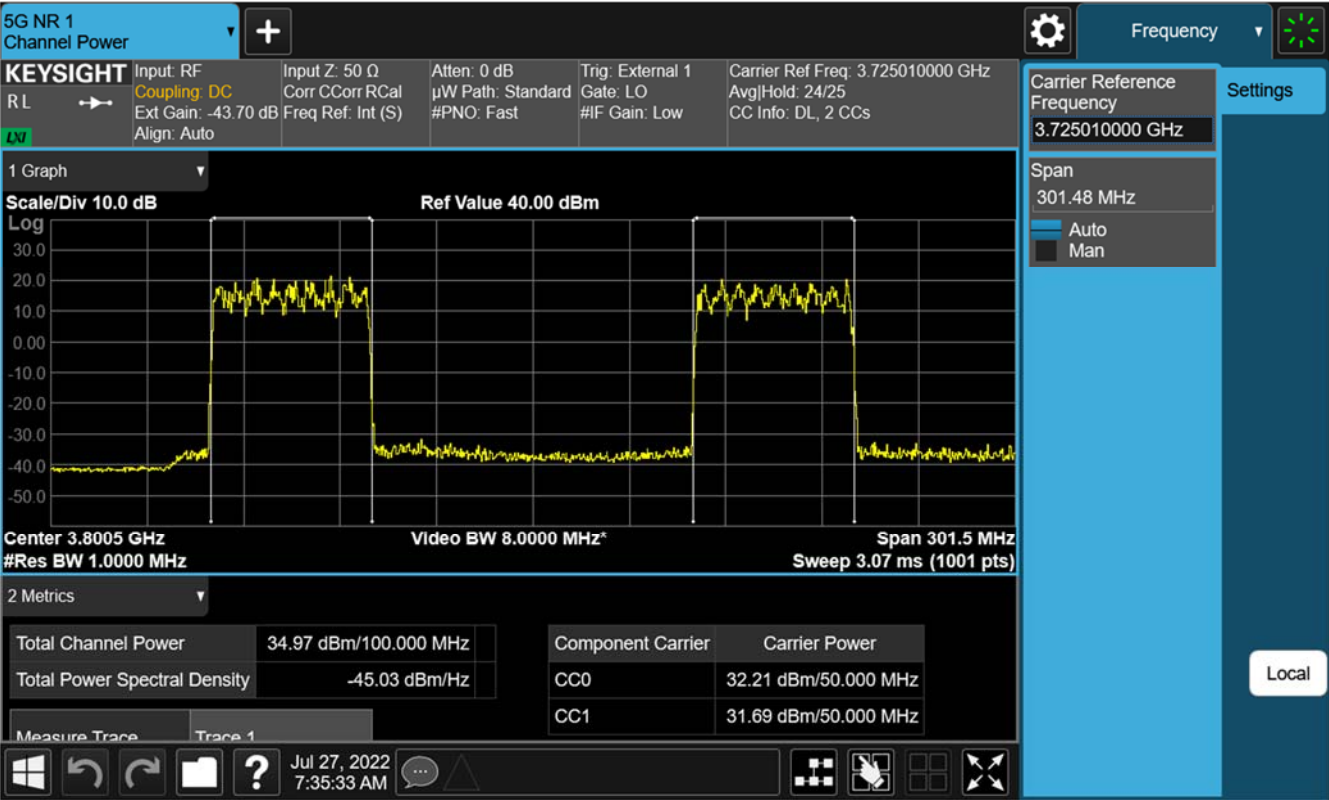 5G NR 1
Channel Power
+
Frequency
KEYSIGHT
R L
LXI
Input: RF
Coupling: DC
Ext Gain: -43.70 dB
Align: Auto
Input Z: 50 Ω
Corr CCorr RCal
Freq Ref: Int (S)
Atten: 0 dB
µW Path: Standard
#PNO: Fast
Trig: External 1
Gate: LO
#IF Gain: Low
Carrier Ref Freq: 3.725010000 GHz
Avg|Hold: 24/25
CC Info: DL, 2 CCs
Carrier Reference
Frequency
3.725010000 GHz
Settings
Span
301.48 MHz
Auto
Man
1 Graph
Scale/Div 10.0 dB
Ref Value 40.00 dBm
Log
30.0
20.0
10.0
0.00
-10.0
-20.0
-30.0
-40.0
-50.0
Center 3.8005 GHz
Video BW 8.0000 MHz*
Span 301.5 MHz
#Res BW 1.0000 MHz
Sweep 3.07 ms (1001 pts)
2 Metrics
Total Channel Power 34.97 dBm/100.000 MHz
Total Power Spectral Density -45.03 dBm/Hz
Component Carrier Carrier Power
CC0 32.21 dBm/50.000 MHz
CC1 31.69 dBm/50.000 MHz
Measure Trace Trace 1
Local
?
Jul 27, 2022
7:35:33 AM